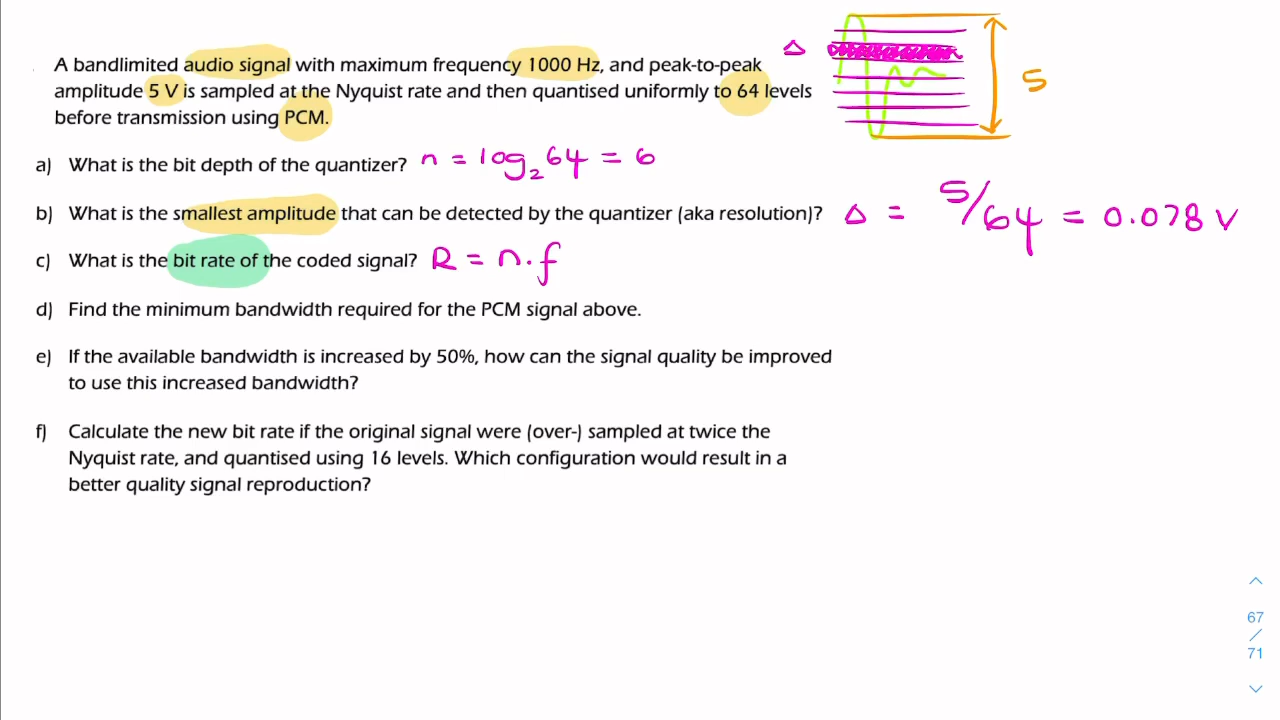 A bandlimited audio signal with maximum frequency 1000 Hz, and peak-to-peak
amplitude 5 V is sampled at the Nyquist rate and then quantised uniformly to 64 levels
before transmission using PCM.
Δ
5
a) What is the bit depth of the quantizer? n = log₂64 = 6
b) What is the smallest amplitude that can be detected by the quantizer (aka resolution)? Δ = 5/64 = 0.078 V
c) What is the bit rate of the coded signal? R = n.f
d) Find the minimum bandwidth required for the PCM signal above.
e) If the available bandwidth is increased by 50%, how can the signal quality be improved
to use this increased bandwidth?
f) Calculate the new bit rate if the original signal were (over-) sampled at twice the
Nyquist rate, and quantised using 16 levels. Which configuration would result in a
better quality signal reproduction?
67
/
71